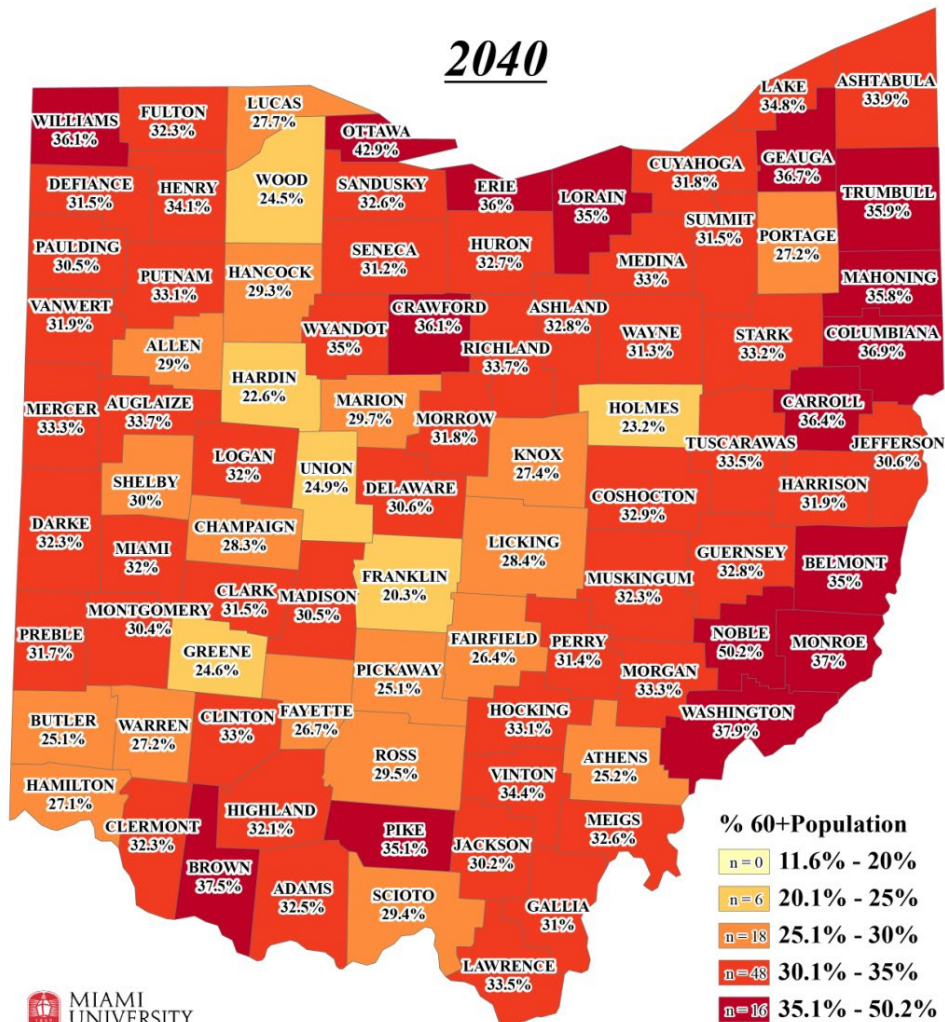 2040
LAKE
34.8%
ASHTABULA
33.9%
WILLIAMS
36.1%
FULTON
32.3%
LUCAS
27.7%
OTTAWA
42.9%
GEAUGA
36.7%
CUYAHOGA
31.8%
DEFIANCE
31.5%
HENRY
34.1%
WOOD
24.5%
SANDUSKY
32.6%
ERIE
36%
LORAIN
35%
TRUMBULL
35.9%
SUMMIT
31.5%
PORTAGE
27.2%
PAULDING
30.5%
PUTNAM
33.1%
HANCOCK
29.3%
SENECA
31.2%
HURON
32.7%
MEDINA
33%
MAHONING
35.8%
VANWERT
31.9%
ALLEN
29%
WYANDOT
35%
CRAWFORD
36.1%
RICHLAND
33.7%
ASHLAND
32.8%
WAYNE
31.3%
STARK
33.2%
COLUMBIANA
36.9%
HARDIN
22.6%
MERCER
33.3%
AUGLAIZE
33.7%
MARION
29.7%
MORROW
31.8%
HOLMES
23.2%
CARROLL
36.4%
TUSCARAWAS
33.5%
JEFFERSON
30.6%
LOGAN
32%
UNION
24.9%
KNOX
27.4%
SHELBY
30%
DELAWARE
30.6%
COSHOCTON
32.9%
HARRISON
31.9%
DARKE
32.3%
MIAMI
32%
CHAMPAIGN
28.3%
LICKING
28.4%
GUERNSEY
32.8%
BELMONT
35%
FRANKLIN
20.3%
MUSKINGUM
32.3%
CLARK
31.5%
MADISON
30.5%
PREBLE
31.7%
MONTGOMERY
30.4%
GREENE
24.6%
PICKAWAY
25.1%
FAIRFIELD
26.4%
PERRY
31.4%
MORGAN
33.3%
NOBLE
50.2%
MONROE
37%
BUTLER
25.1%
WARREN
27.2%
CLINTON
33%
FAYETTE
26.7%
HOCKING
33.1%
WASHINGTON
37.9%
ROSS
29.5%
ATHENS
25.2%
HAMILTON
27.1%
VINTON
34.4%
CLERMONT
32.3%
HIGHLAND
32.1%
PIKE
35.1%
JACKSON
30.2%
MEIGS
32.6%
BROWN
37.5%
ADAMS
32.5%
SCIOTO
29.4%
GALLIA
31%
LAWRENCE
33.5%
% 60+Population
n = 0 11.6% - 20%
n = 6 20.1% - 25%
n = 18 25.1% - 30%
n = 48 30.1% - 35%
n = 16 35.1% - 50.2%
MIAMI
UNIVERSITY